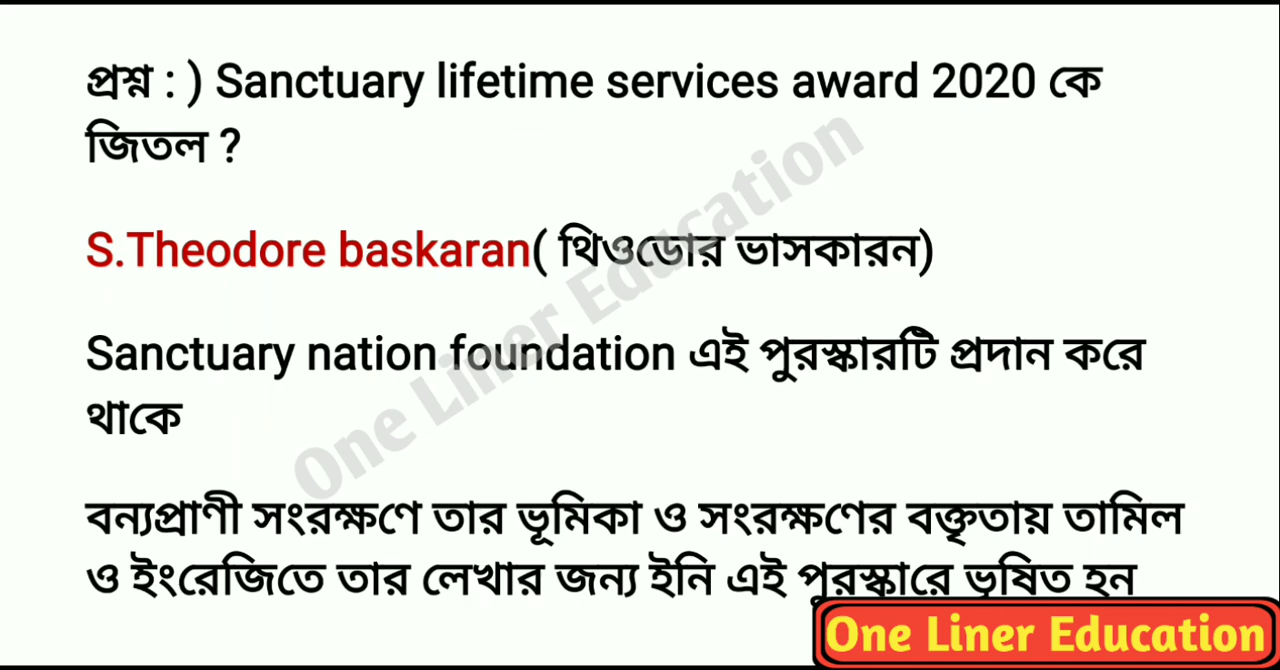 প্রশ্ন : ) Sanctuary lifetime services award 2020 কে
জিতল ?
S.Theodore baskaran( থিওডোর ভাসকারন)
Sanctuary nation foundation এই পুরস্কারটি প্রদান করে
থাকে
বন্যপ্রাণী সংরক্ষণে তার ভূমিকা ও সংরক্ষণের বক্তৃতায় তামিল
ও ইংরেজিতে তার লেখার জন্য ইনি এই পুরস্কারে ভূষিত হন
One Liner Education
One Liner Education